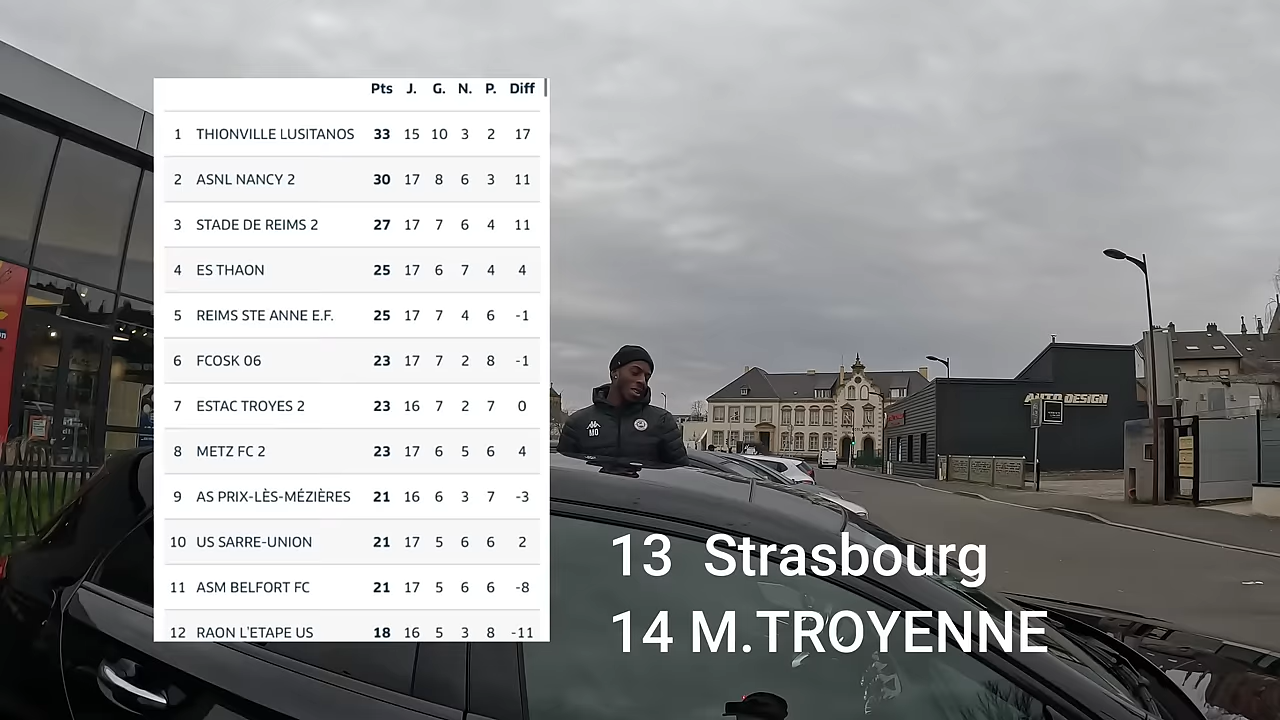 Pts J. G. N. P. Diff
1 THIONVILLE LUSITANOS 33 15 10 3 2 17
2 ASNL NANCY 2 30 17 8 6 3 11
3 STADE DE REIMS 2 27 17 7 6 4 11
4 ES THAON 25 17 6 7 4 4
5 REIMS STE ANNE E.F. 25 17 7 4 6 -1
6 FCOSK 06 23 17 7 2 8 -1
7 ESTAC TROYES 2 23 16 7 2 7 0
8 METZ FC 2 23 17 6 5 6 4
9 AS PRIX-LÈS-MÉZIÈRES 21 16 6 3 7 -3
10 US SARRE-UNION 21 17 5 6 6 2
11 ASM BELFORT FC 21 17 5 6 6 -8
12 RAON L'ETAPE US 18 16 5 3 8 -11
MO
AUTO DESIGN
13 Strasbourg
14 M.TROYENNE